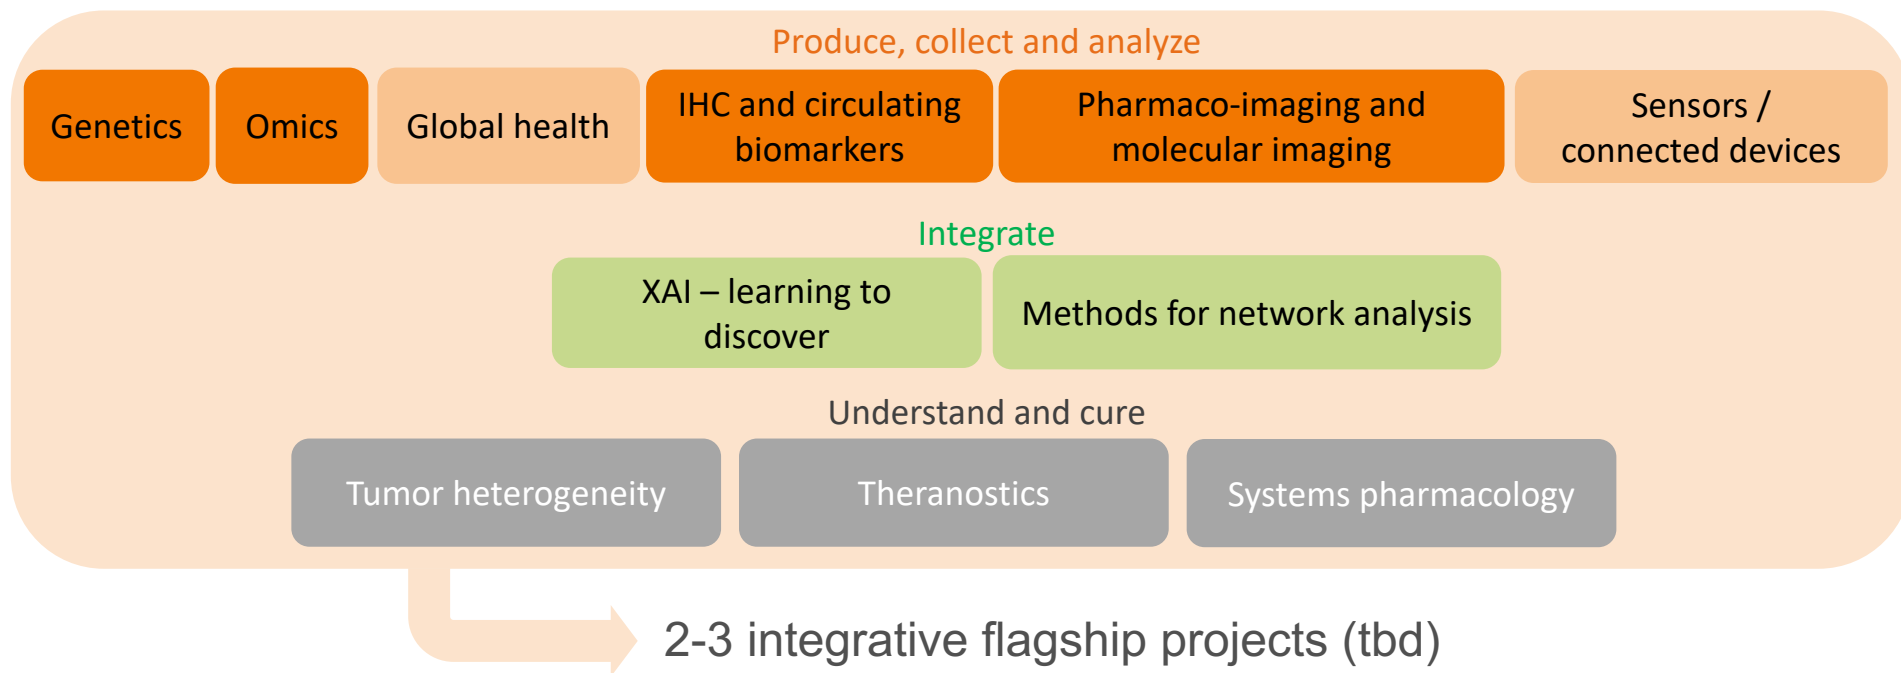 Produce, collect and analyze
Genetics
Omics
Global health
IHC and circulating
biomarkers
Pharmaco-imaging and
molecular imaging
Sensors /
connected devices
Integrate
XAI – learning to
discover
Methods for network analysis
Understand and cure
Tumor heterogeneity
Theranostics
Systems pharmacology
2-3 integrative flagship projects (tbd)